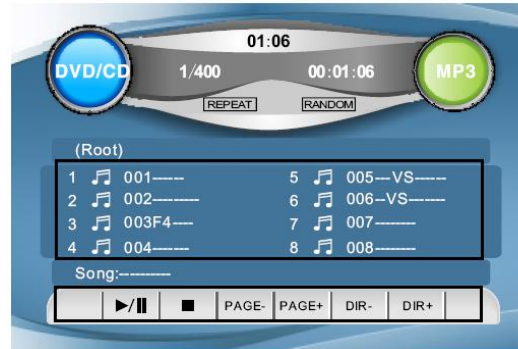 01:06
DVD/CD 1/400 00:01:06 MP3
REPEAT RANDOM
(Root)
1 001------ 5 005---VS-----
2 002--------- 6 006--VS-------
3 003F4---- 7 007--------
4 004------- 8 008--------
Song:----------
PAGE- PAGE+ DIR- DIR+